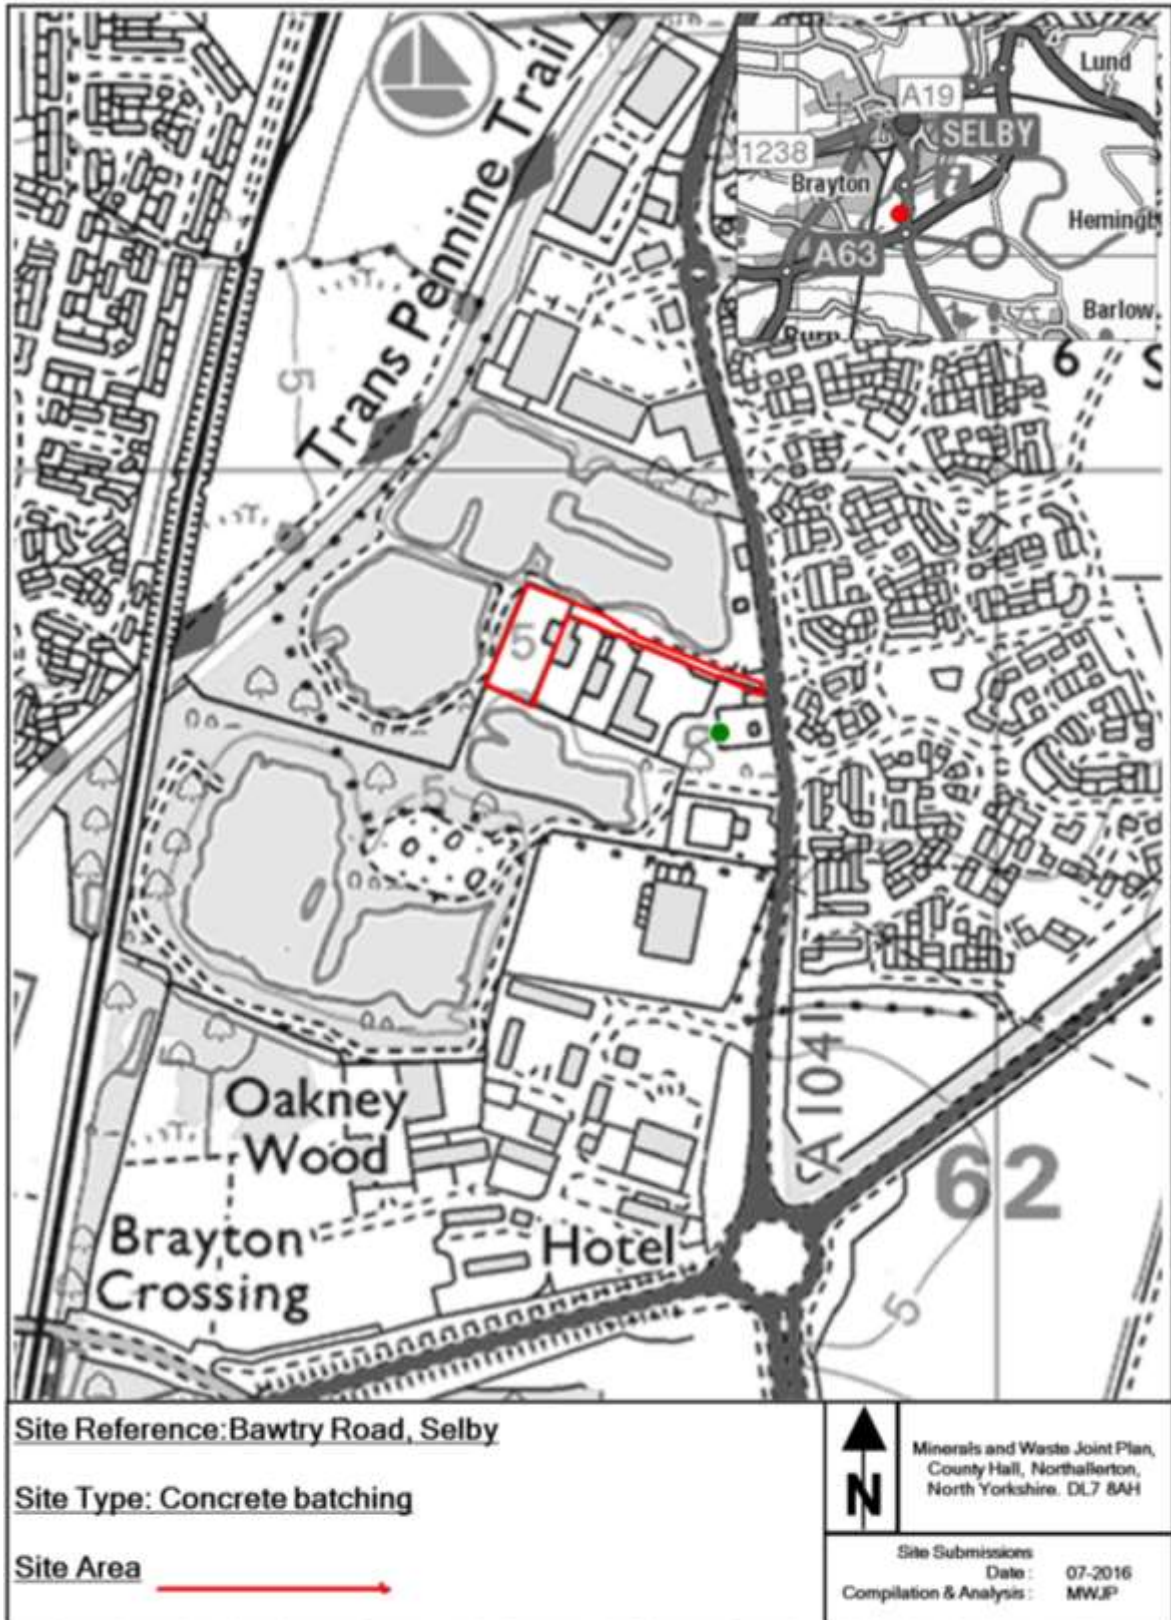 Trans Pennine Trail
A19
Lund
SELBY
1238
Brayton
A63
Barlow
6
5
5
5
Oakney
Wood
A 1041
62
Brayton
Crossing
Hotel
5
Site Reference:Bawtry Road, Selby
Site Type: Concrete batching
Site Area
N
Minerals and Waste Joint Plan,
County Hall, Northallerton,
North Yorkshire. DL7 8AH
Site Submissions
Date : 07-2016
Compilation & Analysis : MWJP